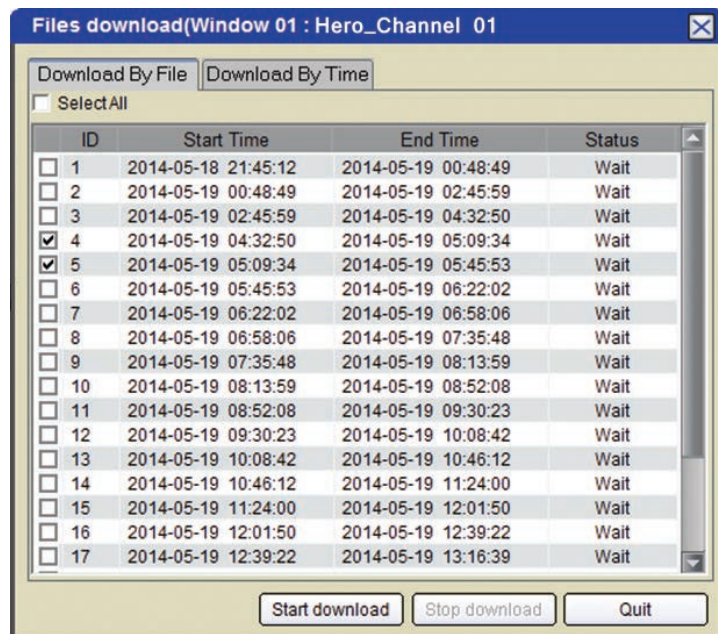 Files download(Window 01 : Hero_Channel 01
Download By File Download By Time
SelectAll
ID Start Time End Time Status
1 2014-05-18 21:45:12 2014-05-19 00:48:49 Wait
2 2014-05-19 00:48:49 2014-05-19 02:45:59 Wait
3 2014-05-19 02:45:59 2014-05-19 04:32:50 Wait
4 2014-05-19 04:32:50 2014-05-19 05:09:34 Wait
5 2014-05-19 05:09:34 2014-05-19 05:45:53 Wait
6 2014-05-19 05:45:53 2014-05-19 06:22:02 Wait
7 2014-05-19 06:22:02 2014-05-19 06:58:06 Wait
8 2014-05-19 06:58:06 2014-05-19 07:35:48 Wait
9 2014-05-19 07:35:48 2014-05-19 08:13:59 Wait
10 2014-05-19 08:13:59 2014-05-19 08:52:08 Wait
11 2014-05-19 08:52:08 2014-05-19 09:30:23 Wait
12 2014-05-19 09:30:23 2014-05-19 10:08:42 Wait
13 2014-05-19 10:08:42 2014-05-19 10:46:12 Wait
14 2014-05-19 10:46:12 2014-05-19 11:24:00 Wait
15 2014-05-19 11:24:00 2014-05-19 12:01:50 Wait
16 2014-05-19 12:01:50 2014-05-19 12:39:22 Wait
17 2014-05-19 12:39:22 2014-05-19 13:16:39 Wait
Start download Stop download Quit